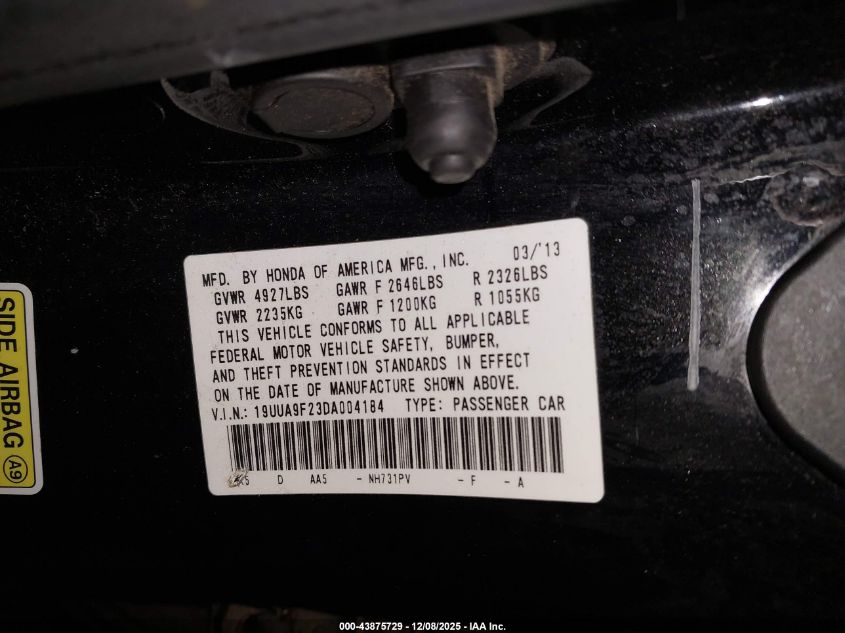 MFD. BY HONDA OF AMERICA MFG., INC. 03/'13
GVWR 4927LBS GAWR F 2646LBS R 2326LBS
GVWR 2235KG GAWR F 1200KG R 1055KG
THIS VEHICLE CONFORMS TO ALL APPLICABLE
FEDERAL MOTOR VEHICLE SAFETY, BUMPER,
AND THEFT PREVENTION STANDARDS IN EFFECT
ON THE DATE OF MANUFACTURE SHOWN ABOVE.
V.I.N.: 19UUA9F23DA004184 TYPE: PASSENGER CAR
D AA5 - NH731PV - F - A
SIDE AIRBAG A9
000-43875729 - 12/08/2025 - IAA Inc.